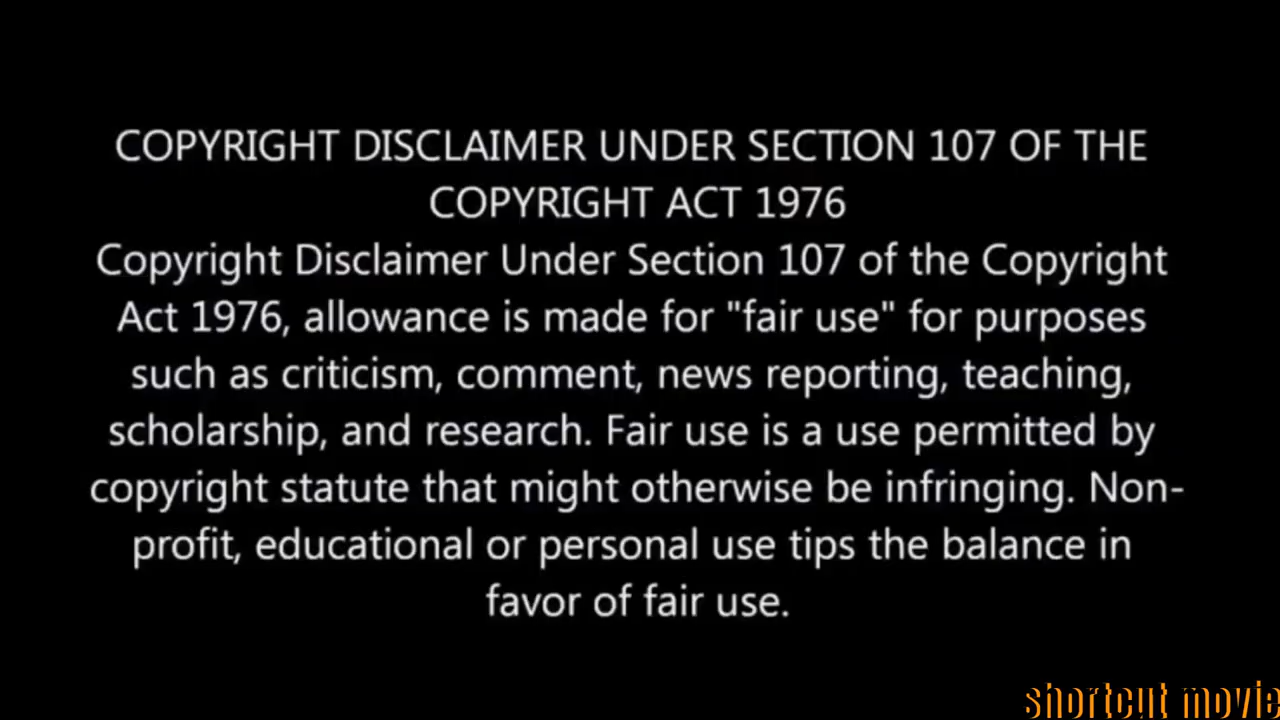 COPYRIGHT DISCLAIMER UNDER SECTION 107 OF THE
COPYRIGHT ACT 1976
Copyright Disclaimer Under Section 107 of the Copyright
Act 1976, allowance is made for "fair use" for purposes
such as criticism, comment, news reporting, teaching,
scholarship, and research. Fair use is a use permitted by
copyright statute that might otherwise be infringing. Non-
profit, educational or personal use tips the balance in
favor of fair use.
shortcut movie